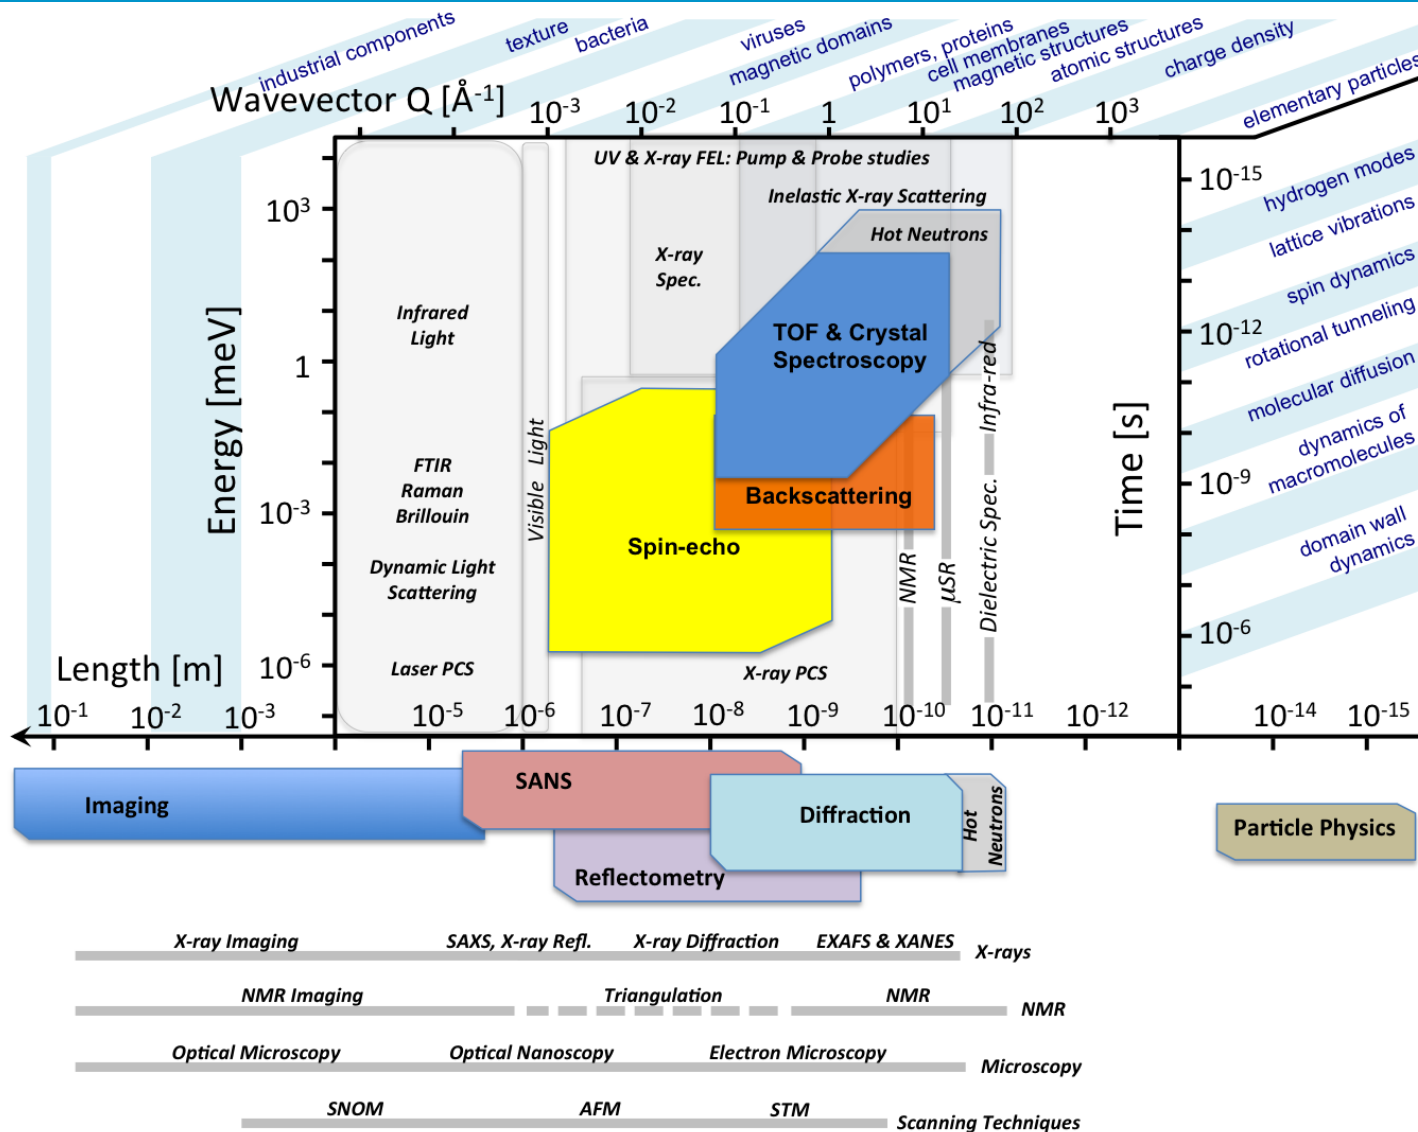 industrial components
texture
bacteria
viruses
magnetic domains
polymers, proteins
cell membranes
magnetic structures
atomic structures
charge density
elementary particles
Wavevector Q [Å⁻¹]
10⁻³ 10⁻² 10⁻¹ 1 10¹ 10² 10³
UV & X-ray FEL: Pump & Probe studies
Inelastic X-ray Scattering
Hot Neutrons
X-ray
Spec.
Infrared
Light
TOF & Crystal
Spectroscopy
Energy [meV]
10³
1
10⁻³
10⁻⁶
FTIR
Raman
Brillouin
Dynamic Light
Scattering
Laser PCS
Visible Light
Backscattering
Spin-echo
X-ray PCS
NMR
µSR
Dielectric Spec. Infra-red
Time [s]
10⁻¹⁵
10⁻¹²
10⁻⁹
10⁻⁶
hydrogen modes
lattice vibrations
spin dynamics
rotational tunneling
molecular diffusion
dynamics of
macromolecules
domain wall
dynamics
Length [m]
10⁻¹ 10⁻² 10⁻³ 10⁻⁵ 10⁻⁶ 10⁻⁷ 10⁻⁸ 10⁻⁹ 10⁻¹⁰ 10⁻¹¹ 10⁻¹² 10⁻¹⁴ 10⁻¹⁵
Imaging
SANS
Diffraction
Hot
Neutrons
Particle Physics
Reflectometry
X-ray Imaging SAXS, X-ray Refl. X-ray Diffraction EXAFS & XANES X-rays
NMR Imaging Triangulation NMR NMR
Optical Microscopy Optical Nanoscopy Electron Microscopy Microscopy
SNOM AFM STM Scanning Techniques